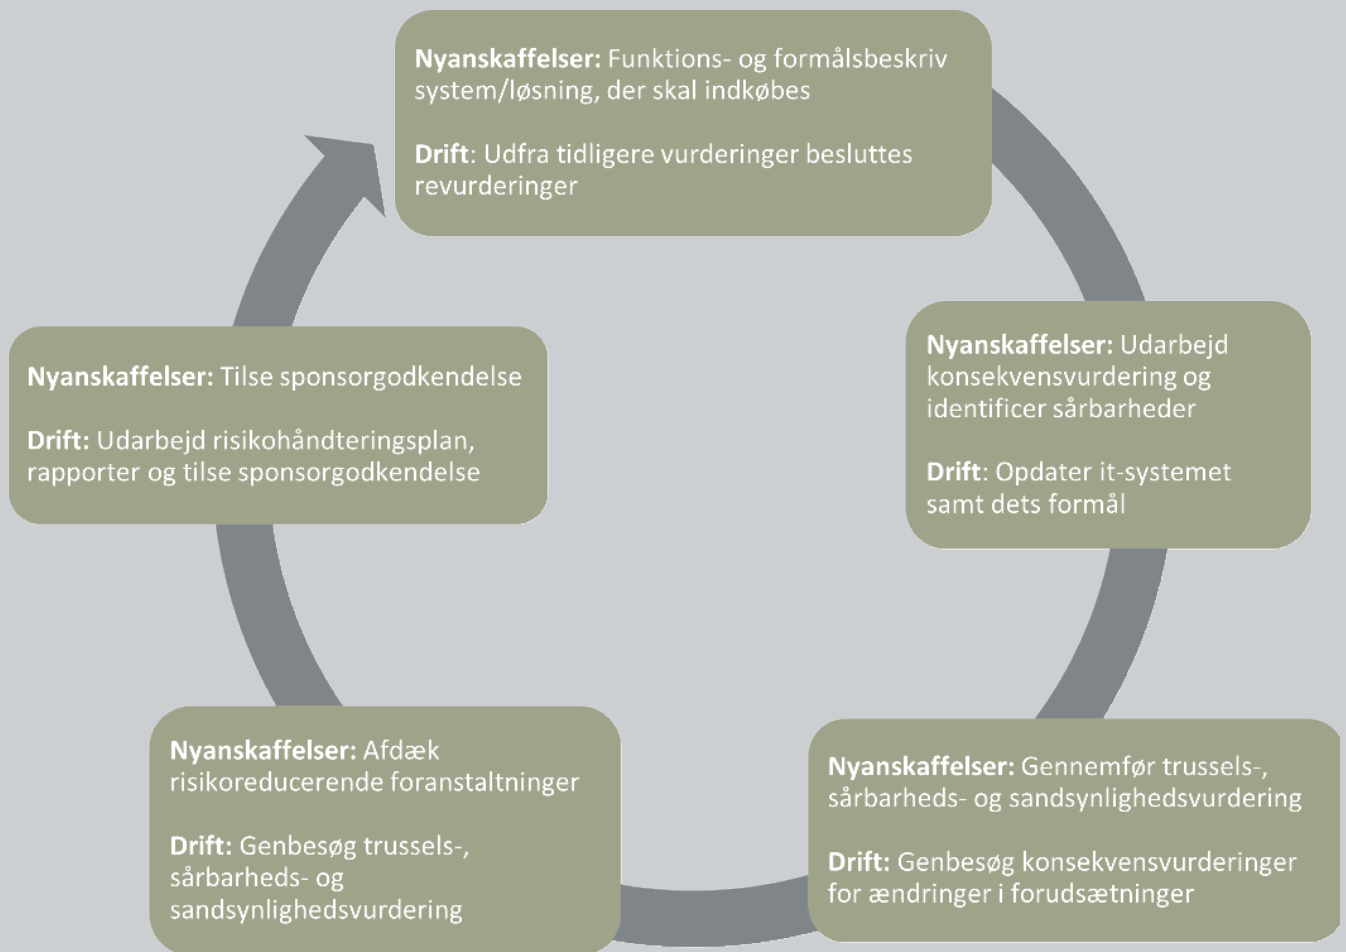 Nyanskaffelser: Funktions- og formålsbeskriv
system/løsning, der skal indkøbes
Drift: Udfra tidligere vurderinger besluttes
revurderinger
Nyanskaffelser: Udarbejd
konsekvensvurdering og
identificer sårbarheder
Drift: Opdater it-systemet
samt dets formål
Nyanskaffelser: Gennemfør trussels-,
sårbarheds- og sandsynlighedsvurdering
Drift: Genbesøg konsekvensvurderinger
for ændringer i forudsætninger
Nyanskaffelser: Afdæk
risikoreducerende foranstaltninger
Drift: Genbesøg trussels-,
sårbarheds- og
sandsynlighedsvurdering
Nyanskaffelser: Tilse sponsorgodkendelse
Drift: Udarbejd risikohåndteringsplan,
rapporter og tilse sponsorgodkendelse